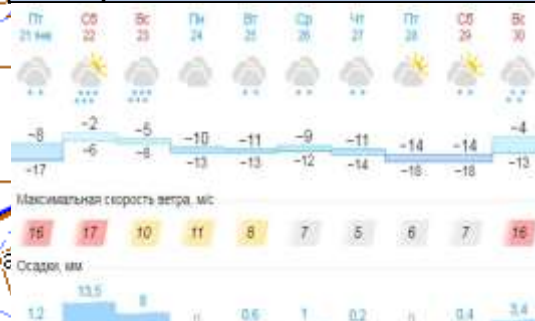 Пт Сб Вс Пн Вт Ср Чт Пт Сб Вс
21 янв 22 23 24 25 26 27 28 29 30
-8 -2 -5 -10 -11 -9 -11 -14 -14 -4
-17 -6 -8 -13 -13 -12 -14 -18 -18 -13
Максимальная скорость ветра, м/с
16 17 10 11 8 7 5 6 7 16
Осадки, мм
1,2 13,5 8 0 0,6 1 0,2 0 0,4 3,4